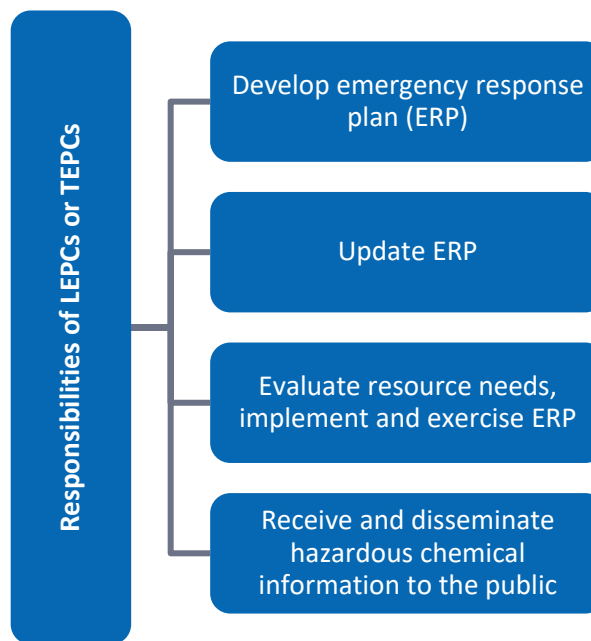 Responsibilities of LEPCs or TEPCs
Develop emergency response
plan (ERP)
Update ERP
Evaluate resource needs,
implement and exercise ERP
Receive and disseminate
hazardous chemical
information to the public